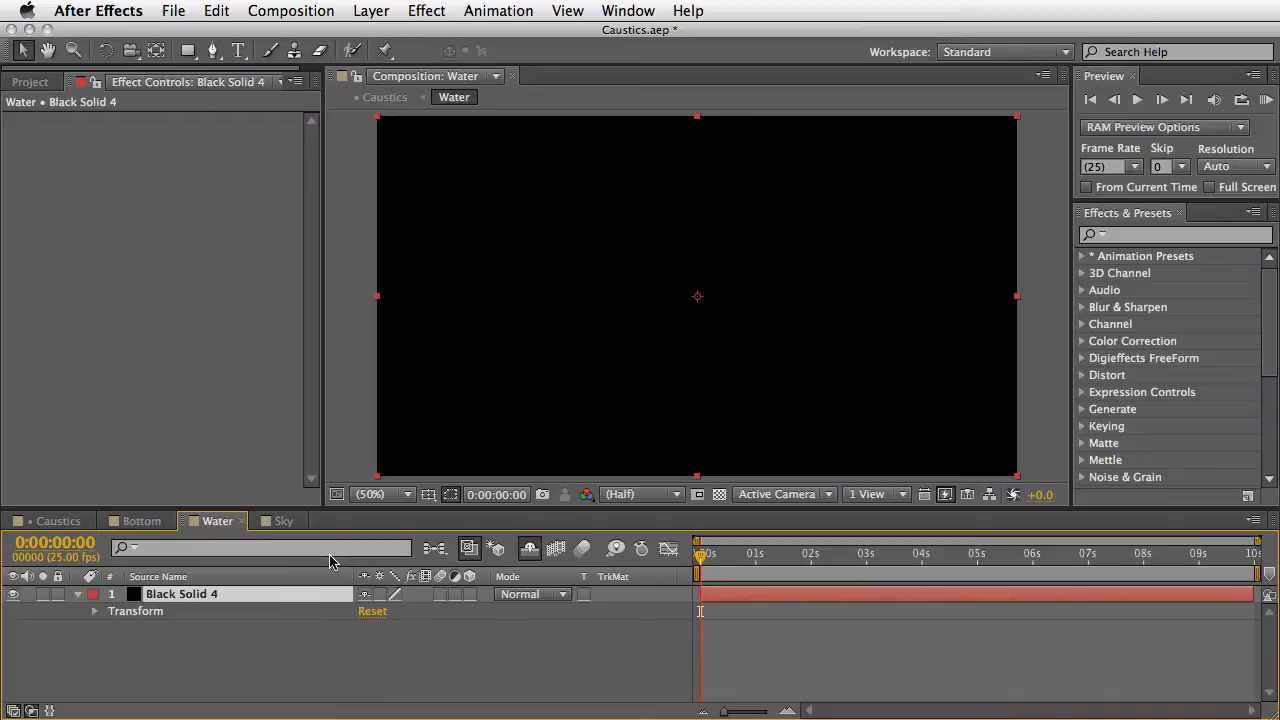 After Effects File Edit Composition Layer Effect Animation View Window Help
Caustics.aep *
T Workspace: Standard Search Help
Project Effect Controls: Black Solid 4 Composition: Water Preview
Water • Black Solid 4 Caustics Water
RAM Preview Options
Frame Rate Skip Resolution
(25) 0 Auto
From Current Time Full Screen
Effects & Presets
* Animation Presets
3D Channel
Audio
Blur & Sharpen
Channel
Color Correction
Digieffects FreeForm
Distort
Expression Controls
Generate
Keying
Matte
Mettle
Noise & Grain
(50%) 0:00:00:00 (Half) Active Camera 1 View +0.0
Caustics Bottom Water Sky
0:00:00:00
00000 (25.00 fps)
00s 01s 02s 03s 04s 05s 06s 07s 08s 09s 10s
# Source Name fx Mode T TrkMat
1 Black Solid 4 Normal
Transform Reset